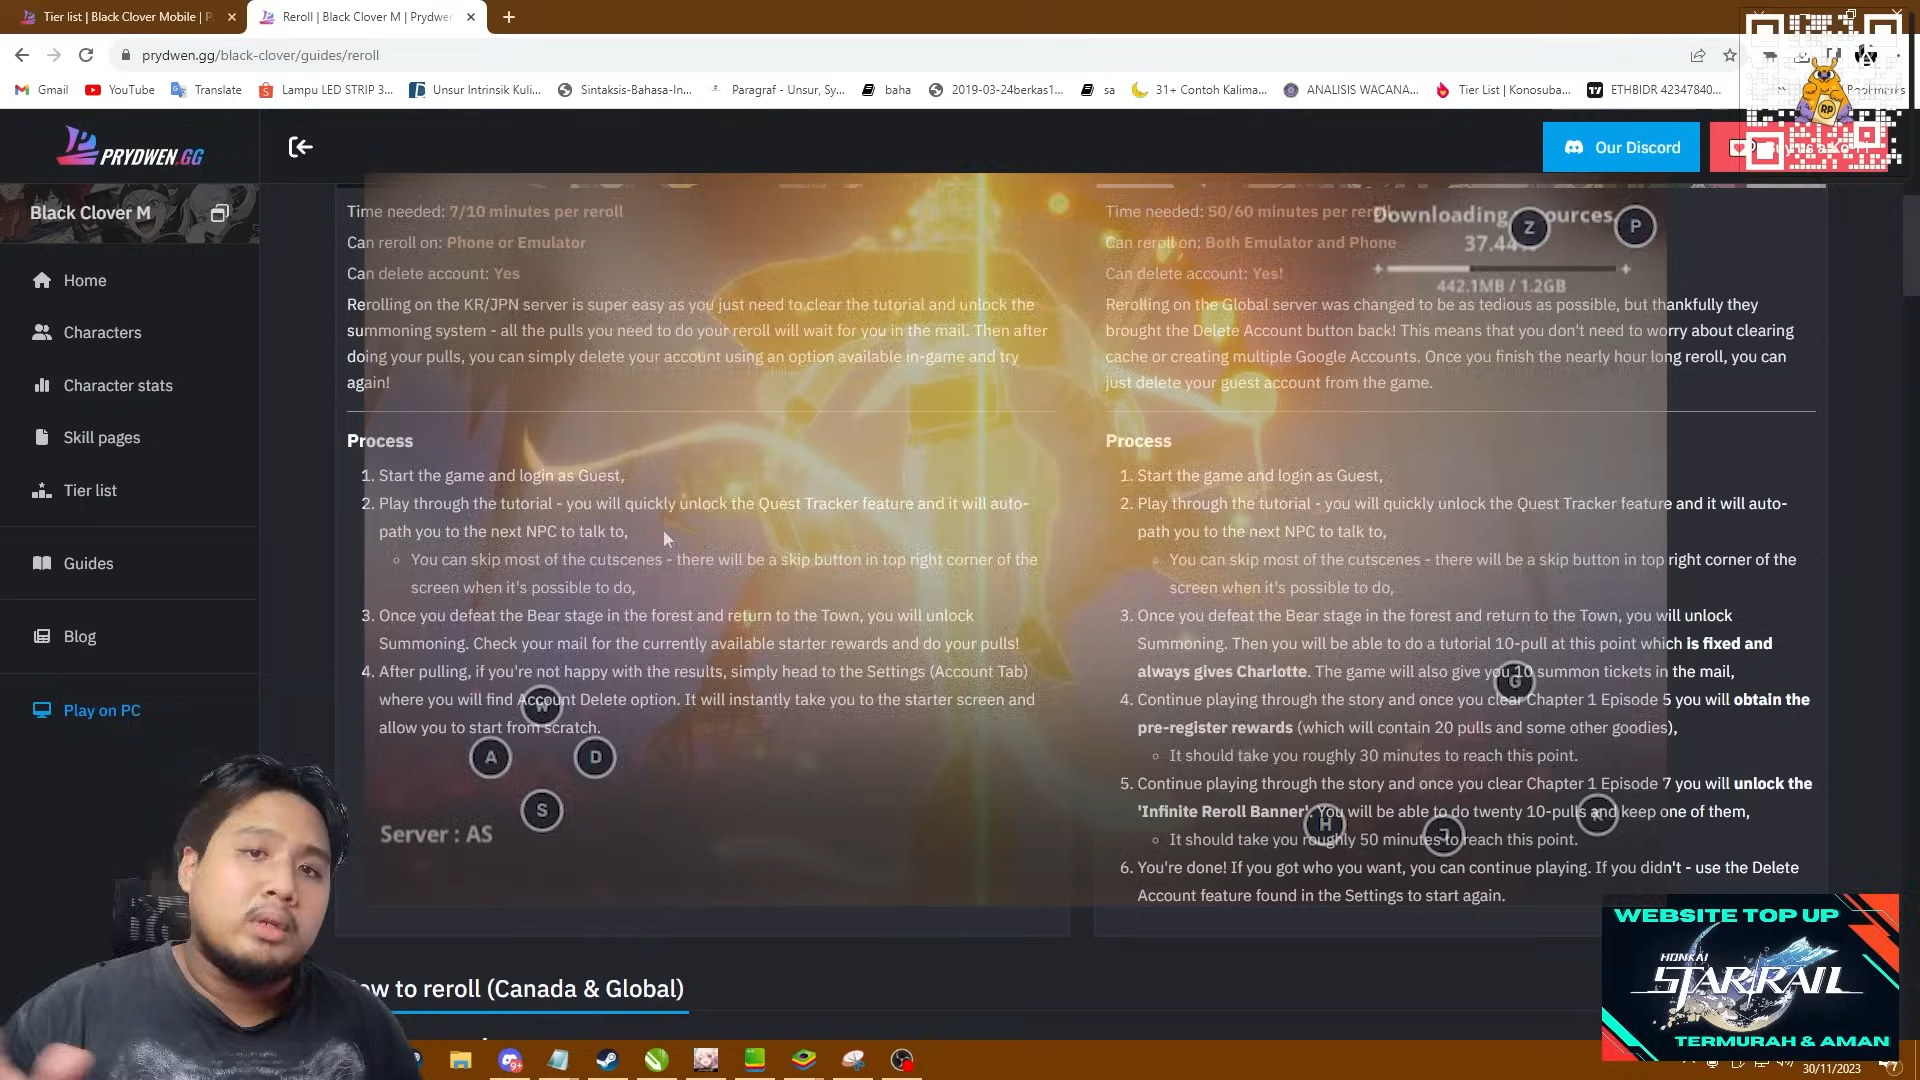 Tier list | Black Clover Mobile | P
Reroll | Black Clover M | Prydwen
prydwen.gg/black-clover/guides/reroll
Gmail
YouTube
Translate
Lampu LED STRIP 3...
Unsur Intrinsik Kuli...
Sintaksis-Bahasa-In...
Paragraf - Unsur, Sy...
baha
2019-03-24berkas1...
sa
31+ Contoh Kalima...
ANALISIS WACANA...
Tier List | Konosuba...
ETHBIDR 42347840...
Bookmarks
RP
PRYDWEN.GG
Our Discord
Black Clover M
Home
Characters
Character stats
Skill pages
Tier list
Guides
Blog
Play on PC
Time needed: 7/10 minutes per reroll
Can reroll on: Phone or Emulator
Can delete account: Yes
Rerolling on the KR/JPN server is super easy as you just need to clear the tutorial and unlock the
summoning system - all the pulls you need to do your reroll will wait for you in the mail. Then after
doing your pulls, you can simply delete your account using an option available in-game and try
again!
Process
1. Start the game and login as Guest,
2. Play through the tutorial - you will quickly unlock the Quest Tracker feature and it will auto-
path you to the next NPC to talk to,
You can skip most of the cutscenes - there will be a skip button in top right corner of the
screen when it's possible to do,
3. Once you defeat the Bear stage in the forest and return to the Town, you will unlock
Summoning. Check your mail for the currently available starter rewards and do your pulls!
4. After pulling, if you're not happy with the results, simply head to the Settings (Account Tab)
where you will find Account Delete option. It will instantly take you to the starter screen and
allow you to start from scratch.
W
A
D
S
Server : AS
Time needed: 50/60 minutes per reroll
Can reroll on: Both Emulator and Phone
Can delete account: Yes!
Downloading
37.44%
442.1MB / 1.2GB
Z
P
Rerolling on the Global server was changed to be as tedious as possible, but thankfully they
brought the Delete Account button back! This means that you don't need to worry about clearing
cache or creating multiple Google Accounts. Once you finish the nearly hour long reroll, you can
just delete your guest account from the game.
Process
1. Start the game and login as Guest,
2. Play through the tutorial - you will quickly unlock the Quest Tracker feature and it will auto-
path you to the next NPC to talk to,
You can skip most of the cutscenes - there will be a skip button in top right corner of the
screen when it's possible to do,
3. Once you defeat the Bear stage in the forest and return to the Town, you will unlock
Summoning. Then you will be able to do a tutorial 10-pull at this point which is fixed and
always gives Charlotte. The game will also give you 10 summon tickets in the mail,
G
4. Continue playing through the story and once you clear Chapter 1 Episode 5 you will obtain the
pre-register rewards (which will contain 20 pulls and some other goodies),
It should take you roughly 30 minutes to reach this point.
5. Continue playing through the story and once you clear Chapter 1 Episode 7 you will unlock the
'Infinite Reroll Banner'. You will be able to do twenty 10-pulls and keep one of them,
H
J
K
It should take you roughly 50 minutes to reach this point.
6. You're done! If you got who you want, you can continue playing. If you didn't - use the Delete
Account feature found in the Settings to start again.
ow to reroll (Canada & Global)
WEBSITE TOP UP
HONKAI
STAR RAIL
TERMURAH & AMAN
30/11/2023